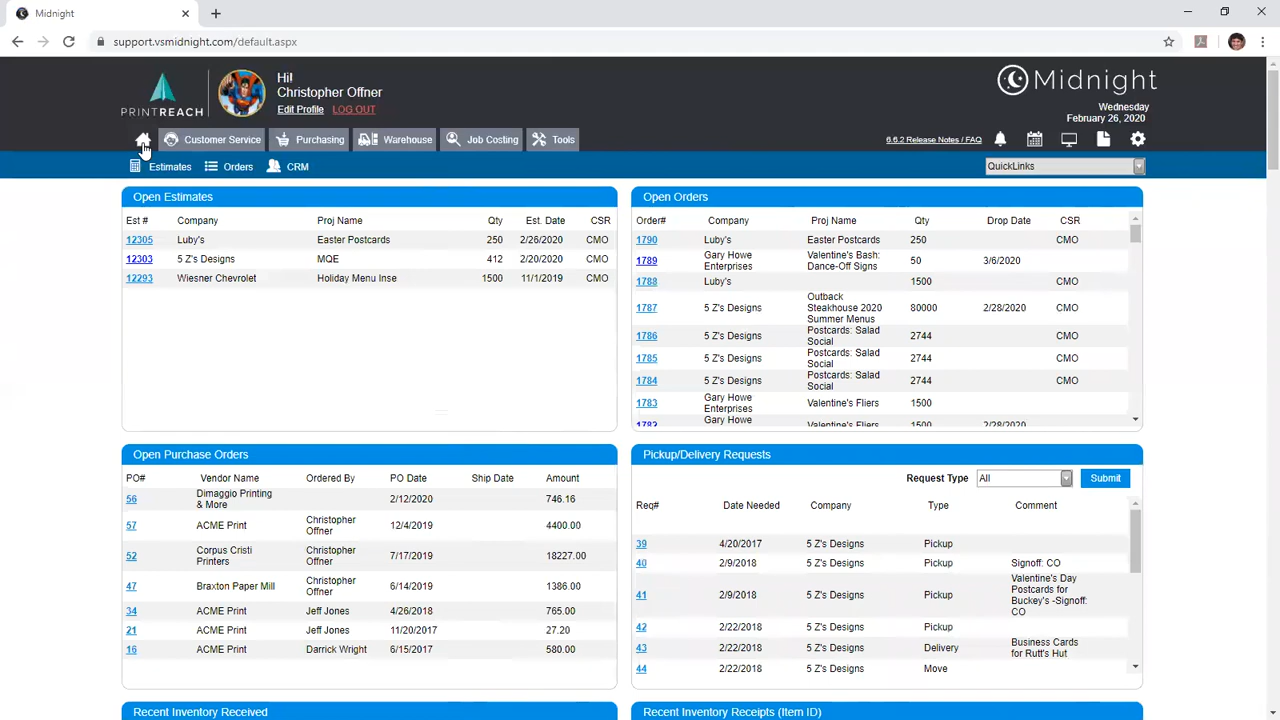 Midnight
support.vsmidnight.com/default.aspx
PRINTREACH
Hi!
Christopher Offner
Edit Profile LOG OUT
Midnight
Wednesday
February 26, 2020
Customer Service Purchasing Warehouse Job Costing Tools
6.6.2 Release Notes / FAQ
Estimates Orders CRM
QuickLinks
Open Estimates
Est # Company Proj Name Qty Est. Date CSR
12305 Luby's Easter Postcards 250 2/26/2020 CMO
12303 5 Z's Designs MQE 412 2/20/2020 CMO
12293 Wiesner Chevrolet Holiday Menu Inse 1500 11/1/2019 CMO
Open Orders
Order# Company Proj Name Qty Drop Date CSR
1790 Luby's Easter Postcards 250 CMO
1789 Gary Howe Enterprises Valentine's Bash: Dance-Off Signs 50 3/6/2020 CMO
1788 Luby's 1500 CMO
1787 5 Z's Designs Outback Steakhouse 2020 Summer Menus 80000 2/28/2020 CMO
1786 5 Z's Designs Postcards: Salad Social 2744 CMO
1785 5 Z's Designs Postcards: Salad Social 2744 CMO
1784 5 Z's Designs Postcards: Salad Social 2744 CMO
1783 Gary Howe Enterprises Valentine's Fliers 1500
1782 Gary Howe Valentine's Fliers 1500 2/28/2020
Open Purchase Orders
PO# Vendor Name Ordered By PO Date Ship Date Amount
56 Dimaggio Printing & More 2/12/2020 746.16
57 ACME Print Christopher Offner 12/4/2019 4400.00
52 Corpus Cristi Printers Christopher Offner 7/17/2019 18227.00
47 Braxton Paper Mill Christopher Offner 6/14/2019 1386.00
34 ACME Print Jeff Jones 4/26/2018 765.00
21 ACME Print Jeff Jones 11/20/2017 27.20
16 ACME Print Darrick Wright 6/15/2017 580.00
Pickup/Delivery Requests
Request Type All Submit
Req# Date Needed Company Type Comment
39 4/20/2017 5 Z's Designs Pickup
40 2/9/2018 5 Z's Designs Pickup Signoff: CO
41 2/9/2018 5 Z's Designs Pickup Valentine's Day Postcards for Buckey's -Signoff: CO
42 2/22/2018 5 Z's Designs Pickup
43 2/22/2018 5 Z's Designs Delivery Business Cards for Rutt's Hut
44 2/22/2018 5 Z's Designs Move
Recent Inventory Received
Recent Inventory Receipts (Item ID)